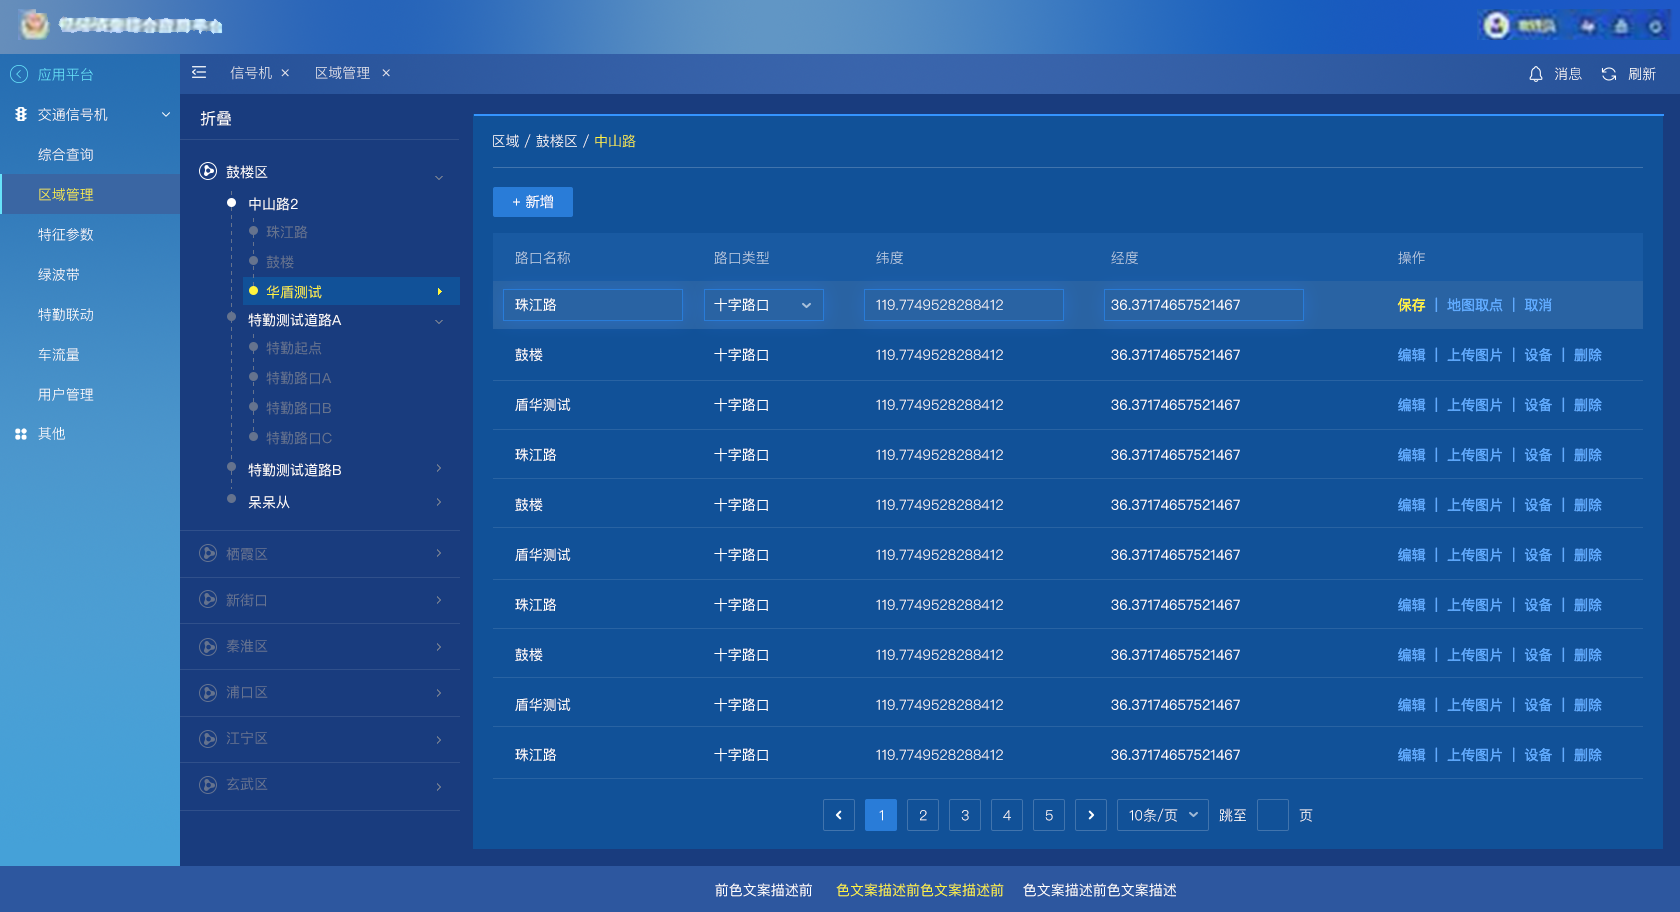 应用平台
信号机 × 区域管理 ×
消息 刷新
交通信号机
综合查询
区域管理
特征参数
绿波带
特勤联动
车流量
用户管理
其他
折叠
鼓楼区
中山路2
珠江路
鼓楼
华盾测试
特勤测试道路A
特勤起点
特勤路口A
特勤路口B
特勤路口C
特勤测试道路B
呆呆从
栖霞区
新街口
秦淮区
浦口区
江宁区
玄武区
区域 / 鼓楼区 / 中山路
+ 新增
路口名称 路口类型 纬度 经度 操作
珠江路 十字路口 119.7749528288412 36.37174657521467 保存 | 地图取点 | 取消
鼓楼 十字路口 119.7749528288412 36.37174657521467 编辑 | 上传图片 | 设备 | 删除
盾华测试 十字路口 119.7749528288412 36.37174657521467 编辑 | 上传图片 | 设备 | 删除
珠江路 十字路口 119.7749528288412 36.37174657521467 编辑 | 上传图片 | 设备 | 删除
鼓楼 十字路口 119.7749528288412 36.37174657521467 编辑 | 上传图片 | 设备 | 删除
盾华测试 十字路口 119.7749528288412 36.37174657521467 编辑 | 上传图片 | 设备 | 删除
珠江路 十字路口 119.7749528288412 36.37174657521467 编辑 | 上传图片 | 设备 | 删除
鼓楼 十字路口 119.7749528288412 36.37174657521467 编辑 | 上传图片 | 设备 | 删除
盾华测试 十字路口 119.7749528288412 36.37174657521467 编辑 | 上传图片 | 设备 | 删除
珠江路 十字路口 119.7749528288412 36.37174657521467 编辑 | 上传图片 | 设备 | 删除
1 2 3 4 5 10条/页 跳至 页
前色文案描述前 色文案描述前色文案描述前 色文案描述前色文案描述